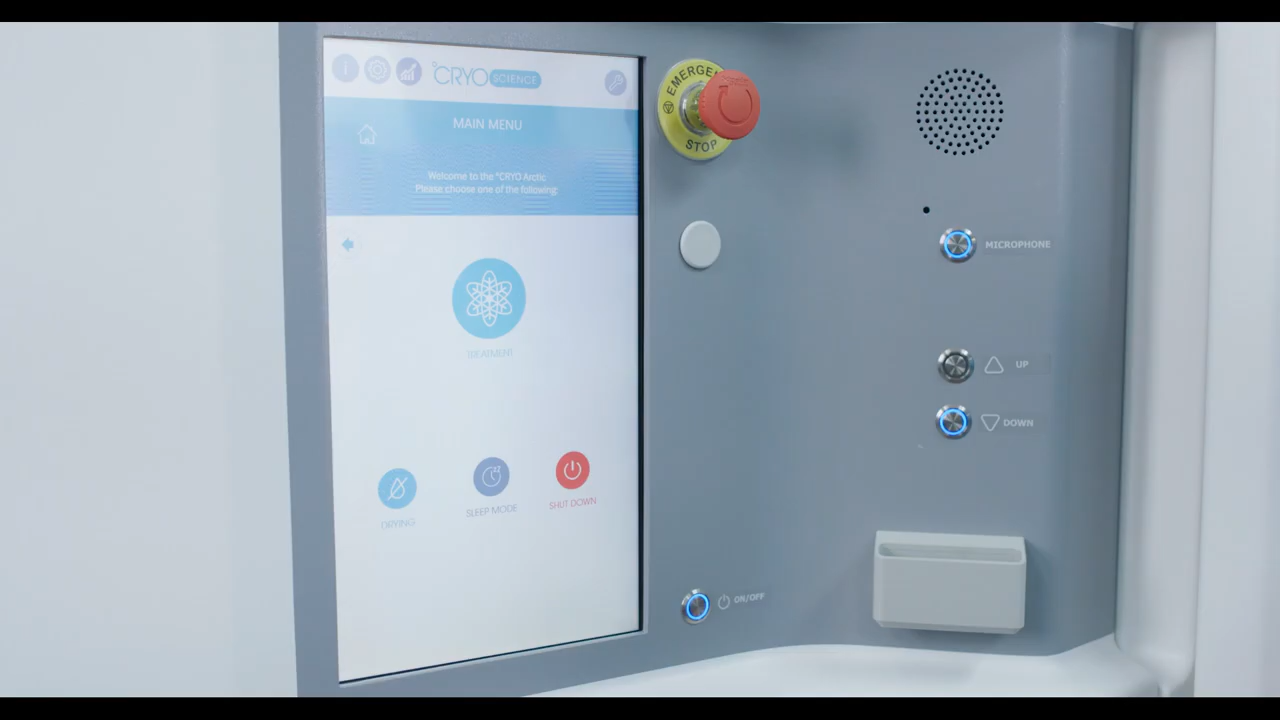 °CRYO SCIENCE
MAIN MENU
Welcome to the °CRYO Arctic
Please choose one of the following:
TREATMENT
DRYING
SLEEP MODE
SHUT DOWN
EMERGENCY
STOP
MICROPHONE
UP
DOWN
ON/OFF